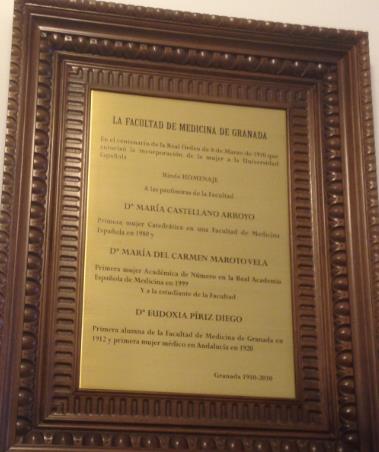 LA FACULTAD DE MEDICINA DE GRANADA
En el centenario de la Real Orden de 8 de Marzo de 1910 que
autorizó la incorporación de la mujer a la Universidad
Española
Rinde HOMENAJE
A las profesoras de la Facultad
Dª MARÍA CASTELLANO ARROYO
Primera mujer Catedrática en una Facultad de Medicina
Española en 1980 y
Dª MARÍA DEL CARMEN MAROTO VELA
Primera mujer Académica de Número en la Real Academia
Española de Medicina en 1999
Y a la estudiante de la Facultad
Dª EUDOXIA PÍRIZ DIEGO
Primera alumna de la Facultad de Medicina de Granada en
1912 y primera mujer médico en Andalucía en 1920
Granada 1910-2010